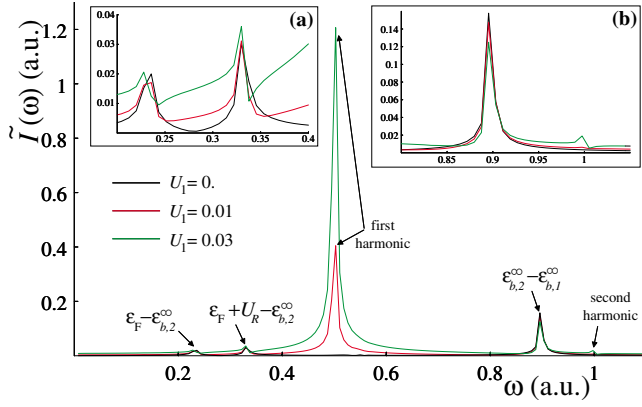 Ĩ(ω) (a.u.)
1.2
1
0.8
0.6
0.4
0.2
(a)
0.04
0.03
0.02
0.01
0.25
0.3
0.35
0.4
(b)
0.14
0.12
0.1
0.08
0.06
0.04
0.02
0.85
0.9
0.95
1
U₁= 0.
U₁= 0.01
U₁= 0.03
first
harmonic
ε_F − ε^∞_{b,2}
ε_F + U_R − ε^∞_{b,2}
ε^∞_{b,2} − ε^∞_{b,1}
second
harmonic
0.2
0.4
0.6
0.8
1
ω (a.u.)